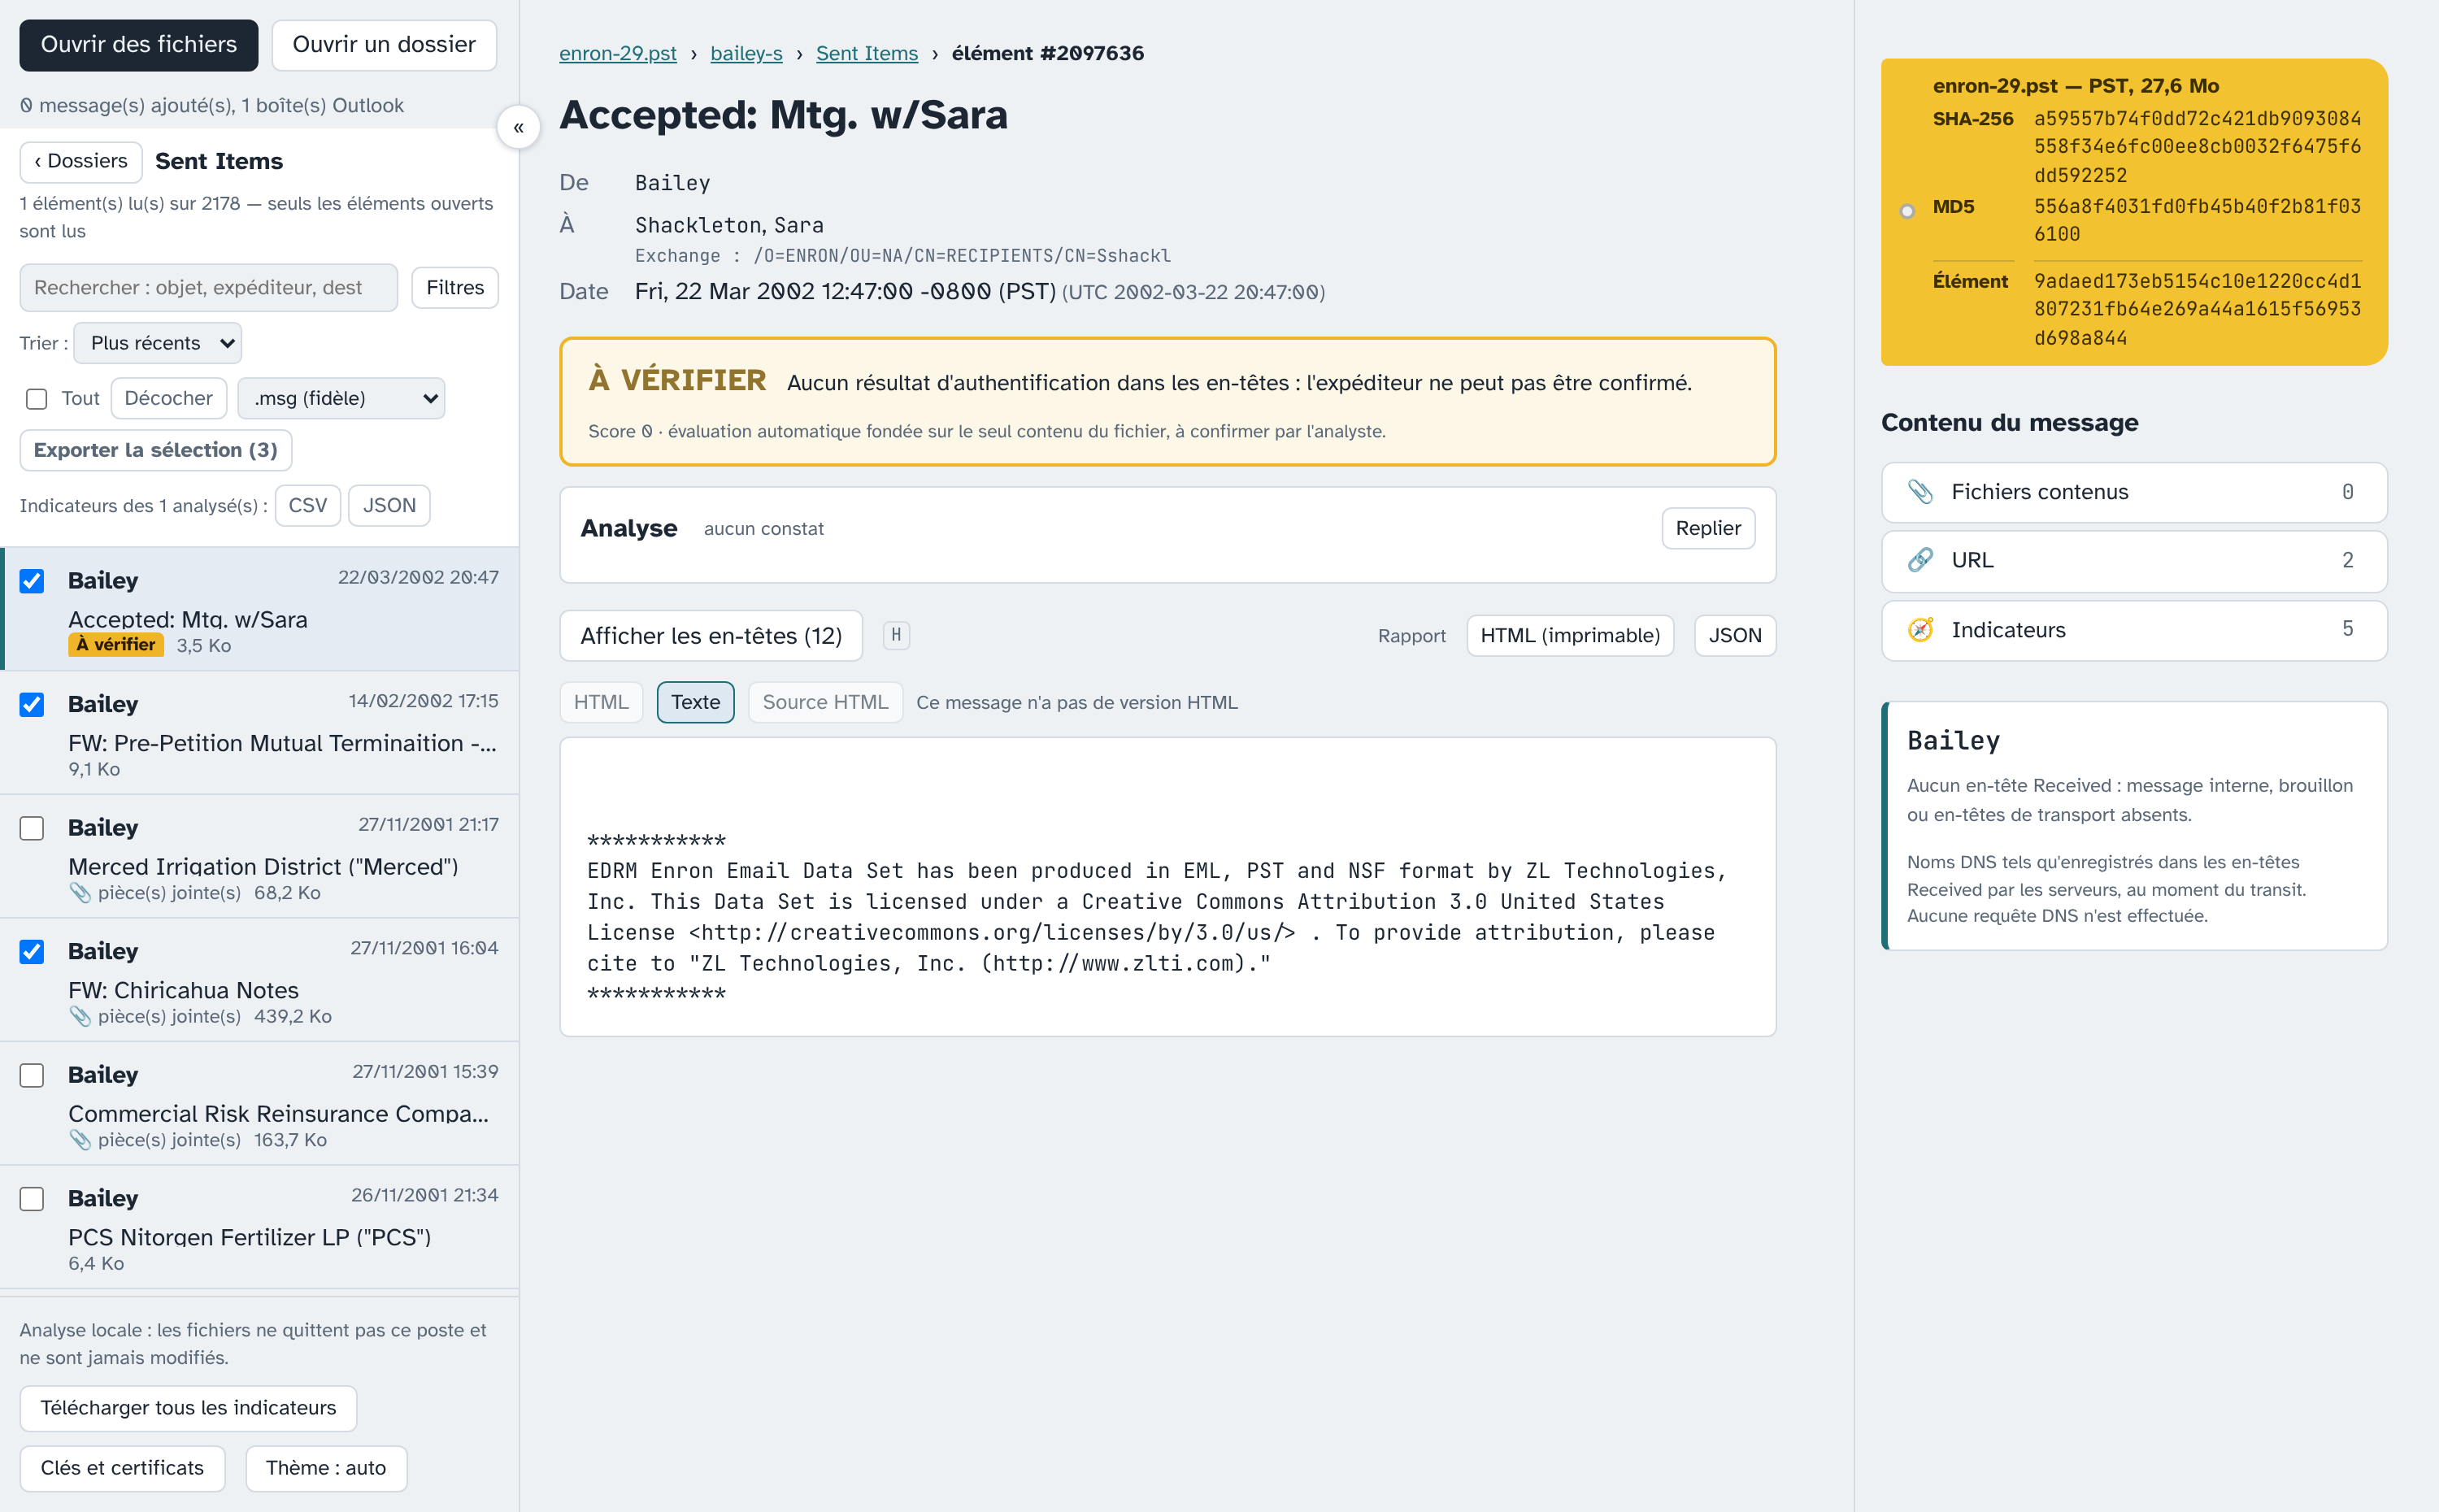 Ouvrir des fichiers
Ouvrir un dossier
0 message(s) ajouté(s), 1 boîte(s) Outlook
«
‹ Dossiers
Sent Items
1 élément(s) lu(s) sur 2178 — seuls les éléments ouverts
sont lus
Rechercher : objet, expéditeur, dest
Filtres
Trier :
Plus récents
Tout
Décocher
.msg (fidèle)
Exporter la sélection (3)
Indicateurs des 1 analysé(s) :
CSV
JSON
Bailey
22/03/2002 20:47
Accepted: Mtg. w/Sara
À vérifier
3,5 Ko
Bailey
14/02/2002 17:15
FW: Pre-Petition Mutual Terminaition -...
9,1 Ko
Bailey
27/11/2001 21:17
Merced Irrigation District ("Merced")
📎 pièce(s) jointe(s) 68,2 Ko
Bailey
27/11/2001 16:04
FW: Chiricahua Notes
📎 pièce(s) jointe(s) 439,2 Ko
Bailey
27/11/2001 15:39
Commercial Risk Reinsurance Compa...
📎 pièce(s) jointe(s) 163,7 Ko
Bailey
26/11/2001 21:34
PCS Nitorgen Fertilizer LP ("PCS")
6,4 Ko
Analyse locale : les fichiers ne quittent pas ce poste et
ne sont jamais modifiés.
Télécharger tous les indicateurs
Clés et certificats
Thème : auto
enron-29.pst › bailey-s › Sent Items › élément #2097636
Accepted: Mtg. w/Sara
De Bailey
À Shackleton, Sara
Exchange : /O=ENRON/OU=NA/CN=RECIPIENTS/CN=Sshackl
Date Fri, 22 Mar 2002 12:47:00 -0800 (PST) (UTC 2002-03-22 20:47:00)
À VÉRIFIER Aucun résultat d'authentification dans les en-têtes : l'expéditeur ne peut pas être confirmé.
Score 0 · évaluation automatique fondée sur le seul contenu du fichier, à confirmer par l'analyste.
Analyse aucun constat
Replier
Afficher les en-têtes (12)
H
Rapport
HTML (imprimable)
JSON
HTML
Texte
Source HTML
Ce message n'a pas de version HTML
***********
EDRM Enron Email Data Set has been produced in EML, PST and NSF format by ZL Technologies,
Inc. This Data Set is licensed under a Creative Commons Attribution 3.0 United States
License <http://creativecommons.org/licenses/by/3.0/us/> . To provide attribution, please
cite to "ZL Technologies, Inc. (http://www.zlti.com)."
***********
enron-29.pst — PST, 27,6 Mo
SHA-256 a59557b74f0dd72c421db9093084
558f34e6fc00ee8cb0032f6475f6
dd592252
MD5 556a8f4031fd0fb45b40f2b81f03
6100
Élément 9adaed173eb5154c10e1220cc4d1
807231fb64e269a44a1615f56953
d698a844
Contenu du message
📎 Fichiers contenus 0
🔗 URL 2
🧭 Indicateurs 5
Bailey
Aucun en-tête Received : message interne, brouillon
ou en-têtes de transport absents.
Noms DNS tels qu'enregistrés dans les en-têtes
Received par les serveurs, au moment du transit.
Aucune requête DNS n'est effectuée.